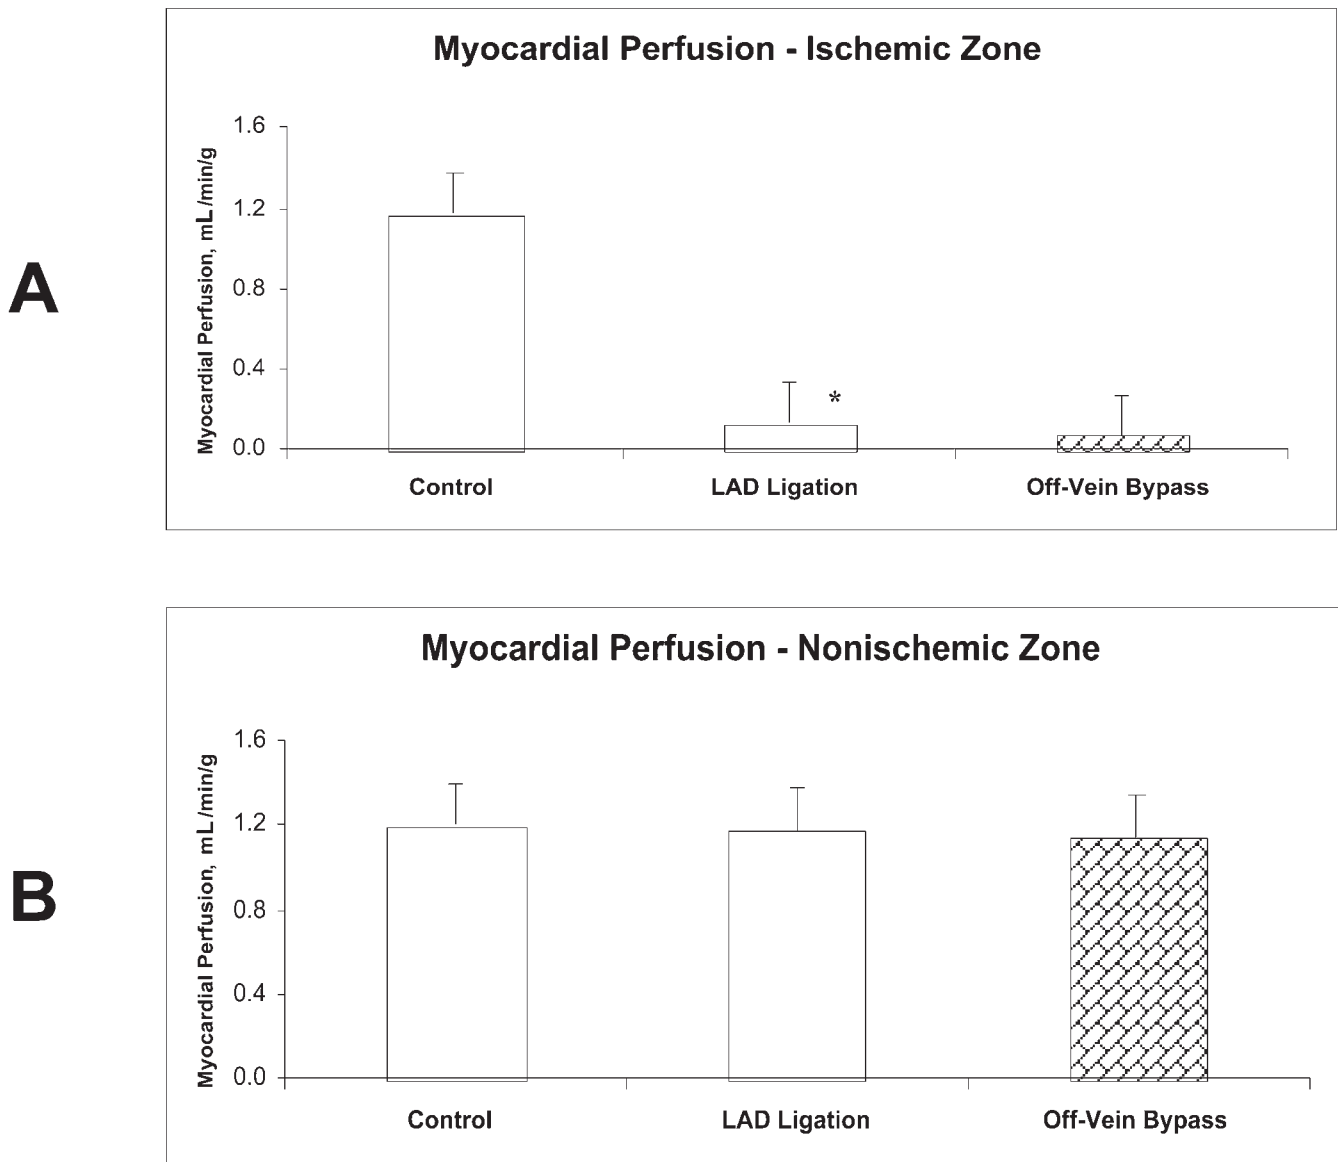 A
Myocardial Perfusion - Ischemic Zone
Myocardial Perfusion, mL/min/g
1.6
1.2
0.8
0.4
0.0
*
Control
LAD Ligation
Off-Vein Bypass
B
Myocardial Perfusion - Nonischemic Zone
Myocardial Perfusion, mL/min/g
1.6
1.2
0.8
0.4
0.0
Control
LAD Ligation
Off-Vein Bypass